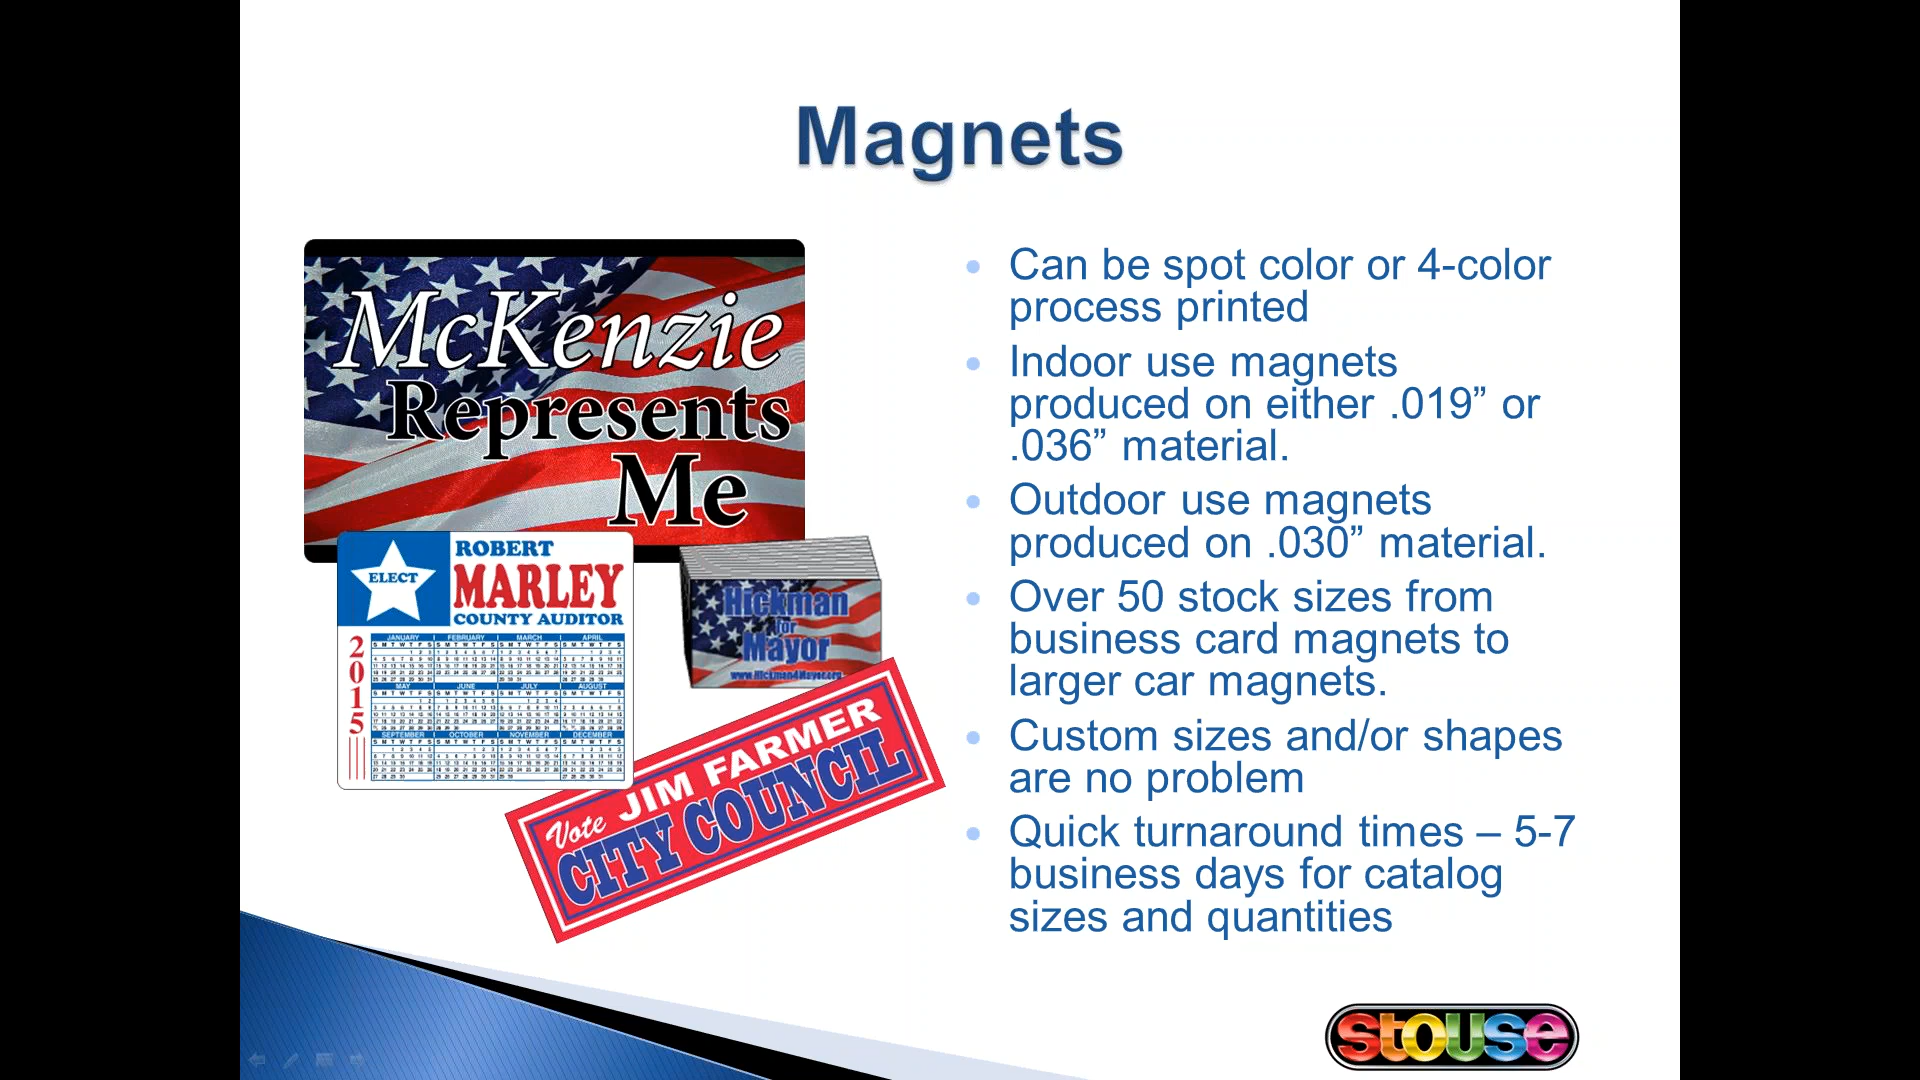 Magnets
McKenzie
Represents
Me
ELECT
ROBERT
MARLEY
COUNTY AUDITOR
2015
JANUARY FEBRUARY MARCH APRIL
MAY JUNE JULY AUGUST
SEPTEMBER OCTOBER NOVEMBER DECEMBER
Hickman
for
Mayor
www.Hickman4Mayor.org
Vote JIM FARMER
CITY COUNCIL
Can be spot color or 4-color
process printed
Indoor use magnets
produced on either .019” or
.036” material.
Outdoor use magnets
produced on .030” material.
Over 50 stock sizes from
business card magnets to
larger car magnets.
Custom sizes and/or shapes
are no problem
Quick turnaround times – 5-7
business days for catalog
sizes and quantities
stouse